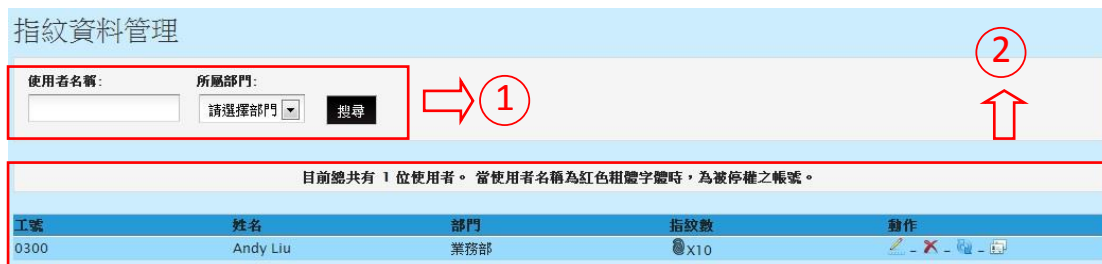 指紋資料管理
②
使用者名稱: 所屬部門:
請選擇部門 搜尋 ①
目前總共有 1 位使用者。 當使用者名稱為紅色粗體字體時,為被停權之帳號。
工號 姓名 部門 指紋數 動作
0300 Andy Liu 業務部 X10 - - -